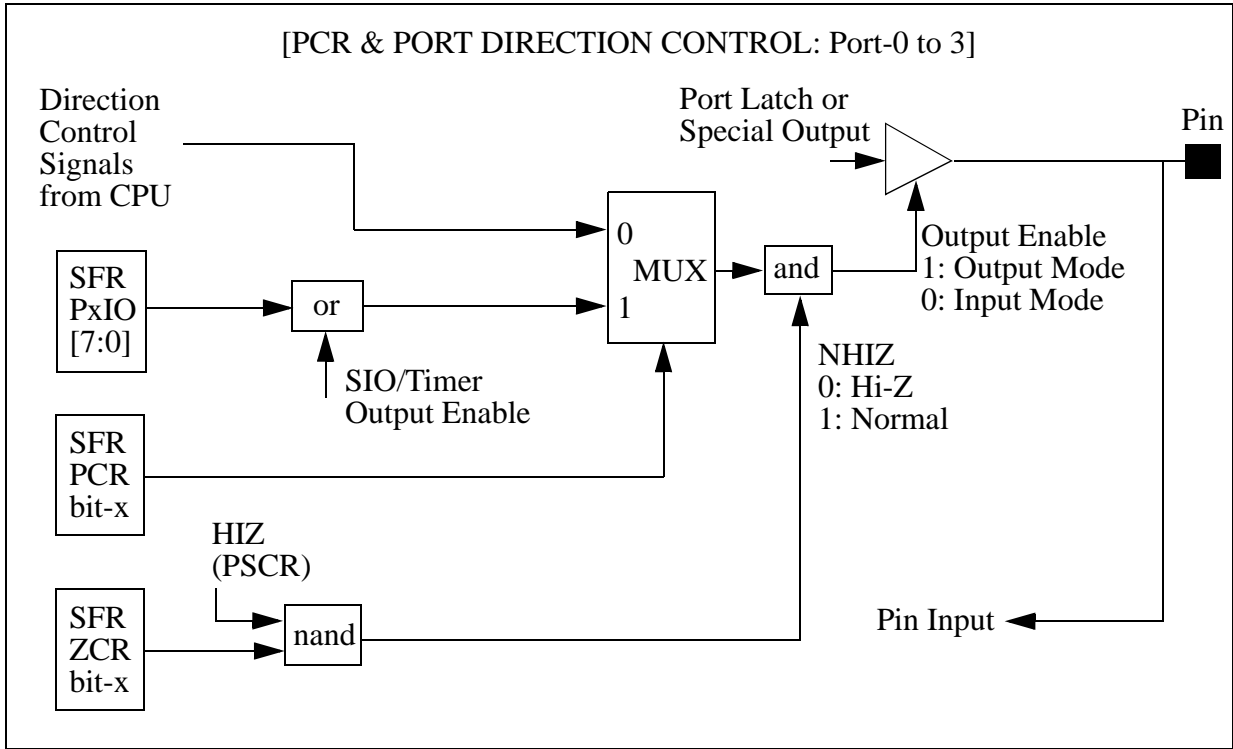 [PCR & PORT DIRECTION CONTROL: Port-0 to 3]
Direction
Control
Signals
from CPU
Port Latch or
Special Output
Pin
SFR
PxIO
[7:0]
or
SIO/Timer
Output Enable
0
MUX
1
and
Output Enable
1: Output Mode
0: Input Mode
NHIZ
0: Hi-Z
1: Normal
SFR
PCR
bit-x
HIZ
(PSCR)
SFR
ZCR
bit-x
nand
Pin Input